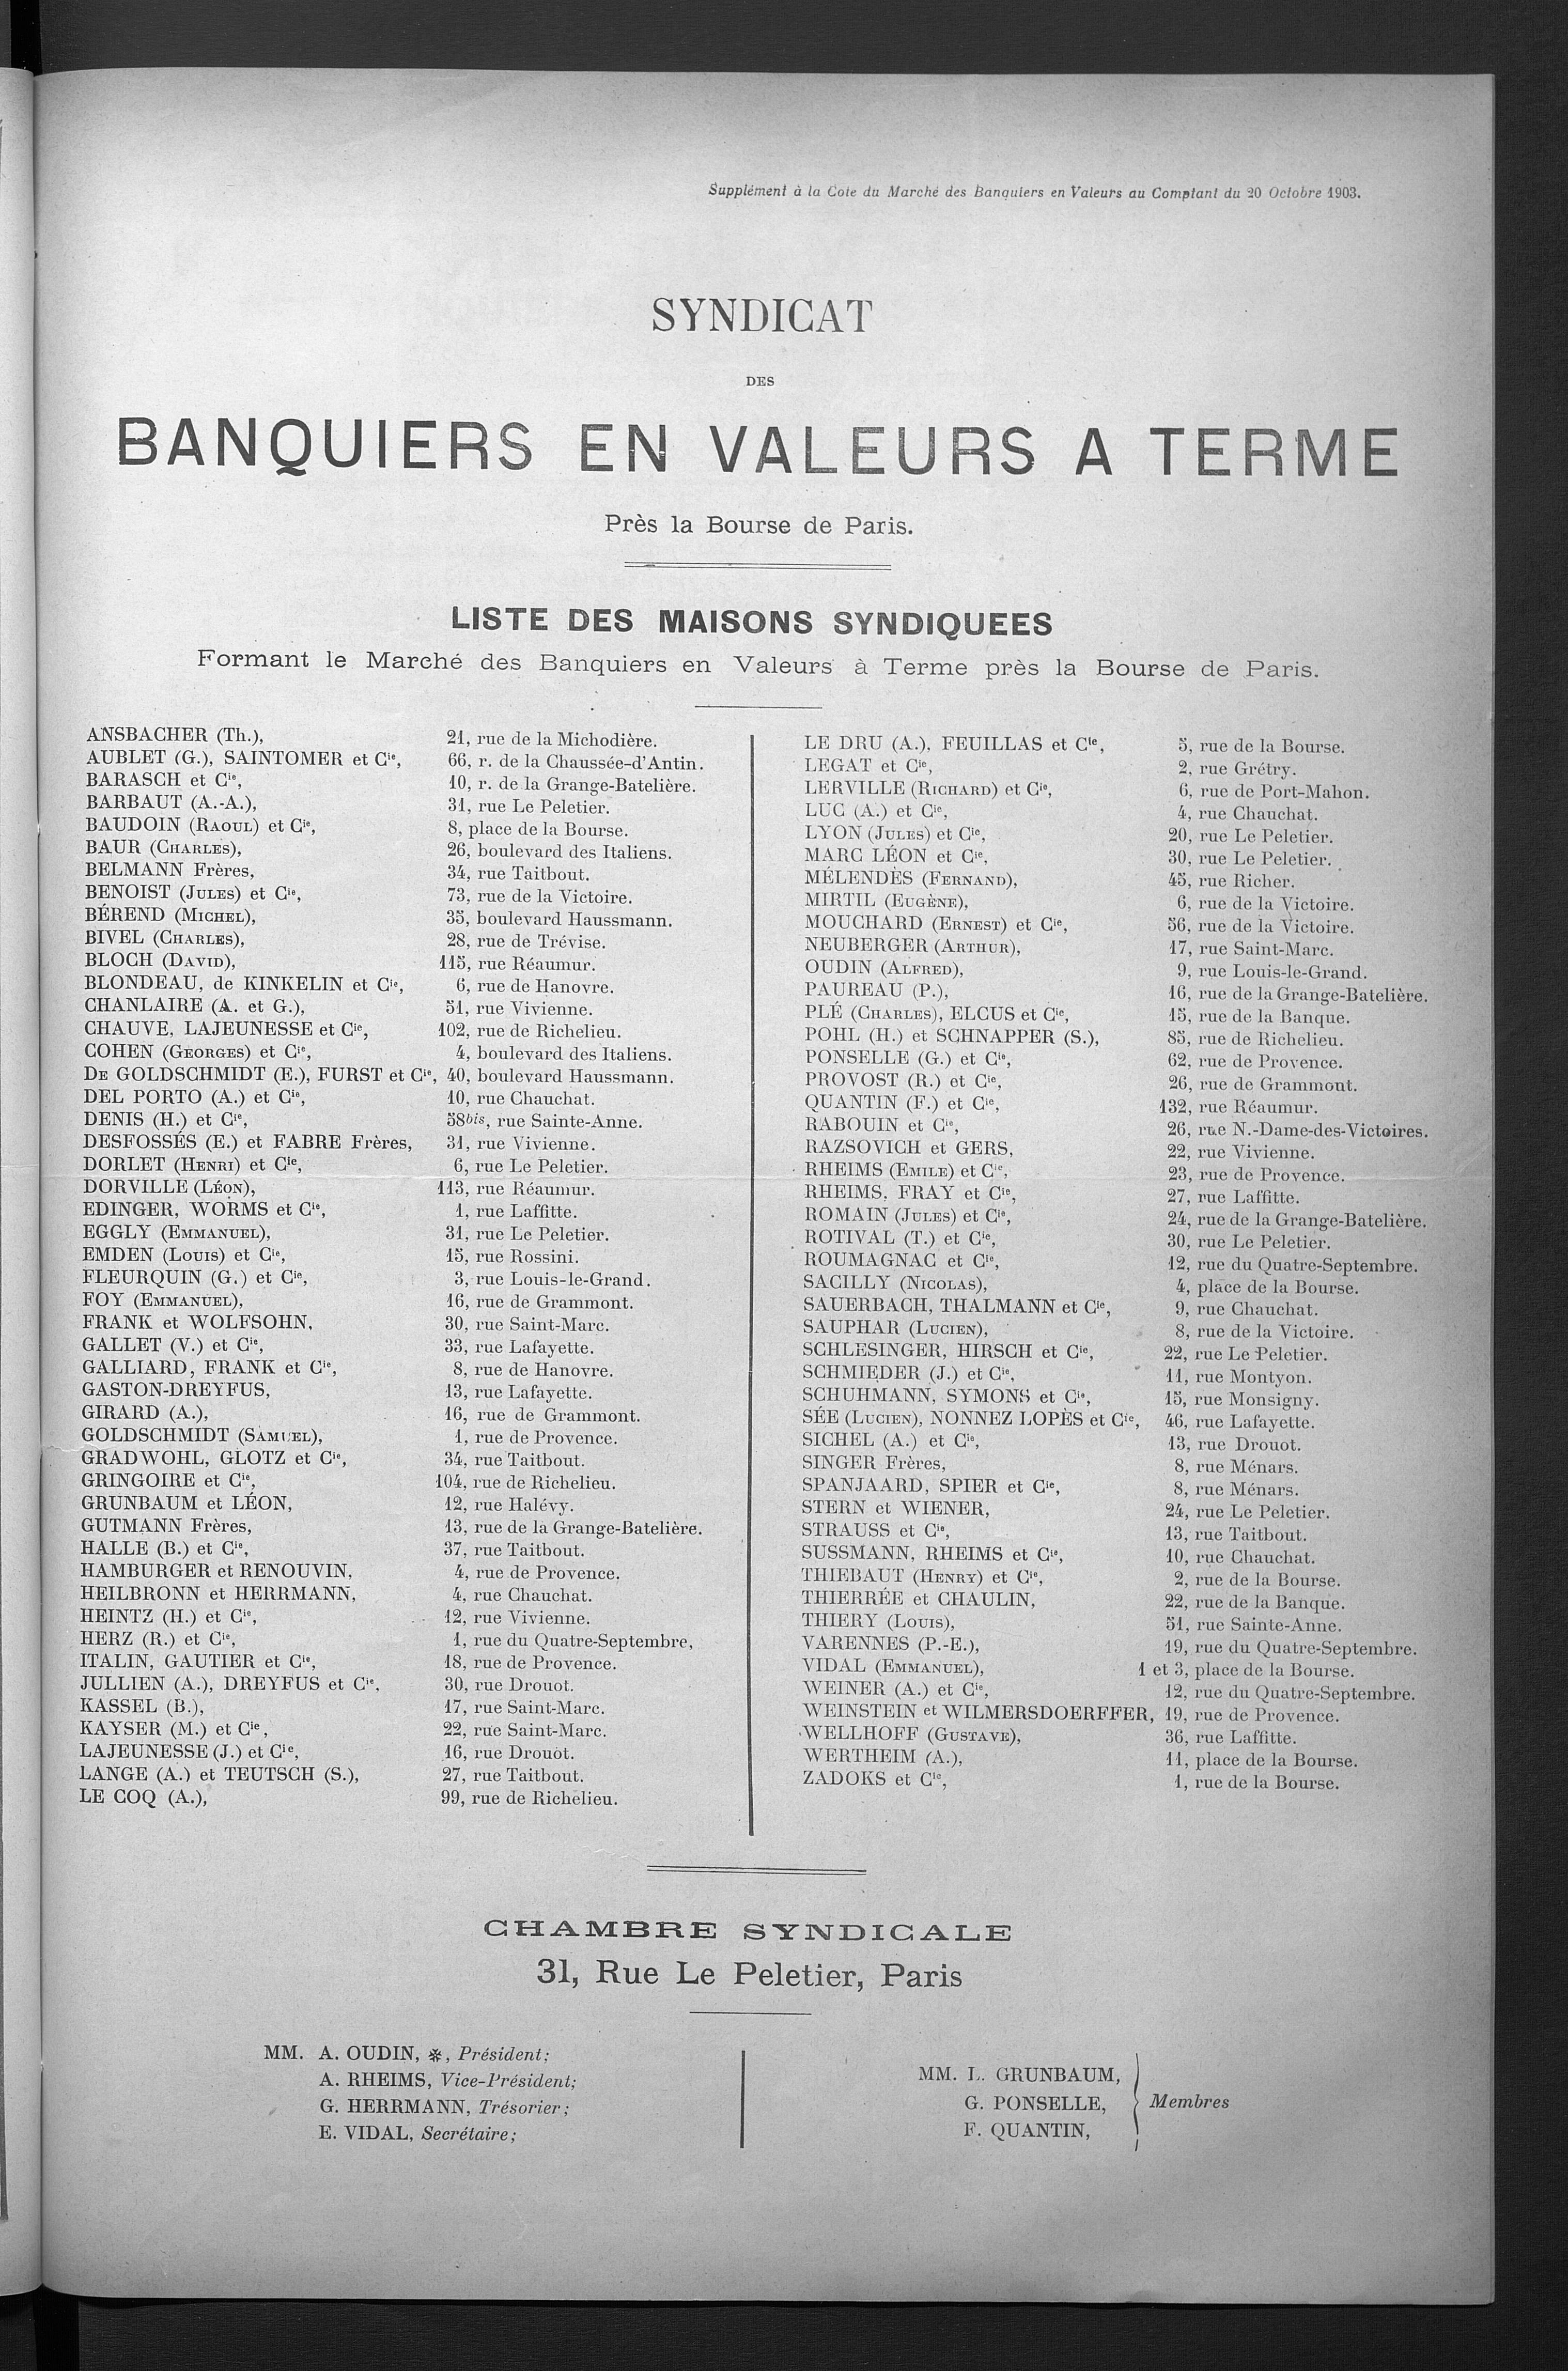 Supplément à la Cote du Marché des Banquiers en Valeurs au Comptant du 20 Octobre 1903.
SYNDICAT
DES
BANQUIERS EN VALEURS A TERME
Près la Bourse de Paris.
LISTE DES MAISONS SYNDIQUEES
Formant le Marché des Banquiers en Valeurs à Terme près la Bourse de Paris.
ANSBACHER (Th.), 21, rue de la Michodière.
AUBLET (G.), SAINTOMER et Cie, 66, r. de la Chaussée-d'Antin.
BARASCH et Cie, 10, r. de la Grange-Batelière.
BARBAUT (A.-A.), 31, rue Le Peletier.
BAUDOIN (RAOUL) et Cie, 8, place de la Bourse.
BAUR (CHARLES), 26, boulevard des Italiens.
BELMANN Frères, 34, rue Taitbout.
BENOIST (JULES) et Cie, 73, rue de la Victoire.
BÉREND (MICHEL), 35, boulevard Haussmann.
BIVEL (CHARLES), 28, rue de Trévise.
BLOCH (DAVID), 115, rue Réaumur.
BLONDEAU, de KINKELIN et Cie, 6, rue de Hanovre.
CHANLAIRE (A. et G.), 51, rue Vivienne.
CHAUVE, LAJEUNESSE et Cie, 102, rue de Richelieu.
COHEN (GEORGES) et Cie, 4, boulevard des Italiens.
DE GOLDSCHMIDT (E.), FURST et Cie, 40, boulevard Haussmann.
DEL PORTO (A.) et Cie, 10, rue Chauchat.
DENIS (H.) et Cie, 58bis, rue Sainte-Anne.
DESFOSSÉS (E.) et FABRE Frères, 31, rue Vivienne.
DORLET (HENRI) et Cie, 6, rue Le Peletier.
DORVILLE (LÉON), 113, rue Réaumur.
EDINGER, WORMS et Cie, 1, rue Laffitte.
EGGLY (EMMANUEL), 31, rue Le Peletier.
EMDEN (LOUIS) et Cie, 15, rue Rossini.
FLEURQUIN (G.) et Cie, 3, rue Louis-le-Grand.
FOY (EMMANUEL), 16, rue de Grammont.
FRANK et WOLFSOHN, 30, rue Saint-Marc.
GALLET (V.) et Cie, 33, rue Lafayette.
GALLIARD, FRANK et Cie, 8, rue de Hanovre.
GASTON-DREYFUS, 13, rue Lafayette.
GIRARD (A.), 16, rue de Grammont.
GOLDSCHMIDT (SAMUEL), 1, rue de Provence.
GRADWOHL, GLOTZ et Cie, 34, rue Taitbout.
GRINGOIRE et Cie, 104, rue de Richelieu.
GRUNBAUM et LÉON, 12, rue Halévy.
GUTMANN Frères, 13, rue de la Grange-Batelière.
HALLE (B.) et Cie, 37, rue Taitbout.
HAMBURGER et RENOUVIN, 4, rue de Provence.
HEILBRONN et HERRMANN, 4, rue Chauchat.
HEINTZ (H.) et Cie, 12, rue Vivienne.
HERZ (R.) et Cie, 1, rue du Quatre-Septembre,
ITALIN, GAUTIER et Cie, 18, rue de Provence.
JULLIEN (A.), DREYFUS et Cie, 30, rue Drouot.
KASSEL (B.), 17, rue Saint-Marc.
KAYSER (M.) et Cie, 22, rue Saint-Marc.
LAJEUNESSE (J.) et Cie, 16, rue Drouot.
LANGE (A.) et TEUTSCH (S.), 27, rue Taitbout.
LE COQ (A.), 99, rue de Richelieu.
LE DRU (A.), FEUILLAS et Cie, 5, rue de la Bourse.
LEGAT et Cie, 2, rue Grétry.
LERVILLE (RICHARD) et Cie, 6, rue de Port-Mahon.
LUC (A.) et Cie, 4, rue Chauchat.
LYON (JULES) et Cie, 20, rue Le Peletier.
MARC LÉON et Cie, 30, rue Le Peletier.
MÉLENDÈS (FERNAND), 45, rue Richer.
MIRTIL (EUGÈNE), 6, rue de la Victoire.
MOUCHARD (ERNEST) et Cie, 56, rue de la Victoire.
NEUBERGER (ARTHUR), 17, rue Saint-Marc.
OUDIN (ALFRED), 9, rue Louis-le-Grand.
PAUREAU (P.), 16, rue de la Grange-Batelière.
PLÉ (CHARLES), ELCUS et Cie, 15, rue de la Banque.
POHL (H.) et SCHNAPPER (S.), 85, rue de Richelieu.
PONSELLE (G.) et Cie, 62, rue de Provence.
PROVOST (R.) et Cie, 26, rue de Grammont.
QUANTIN (F.) et Cie, 132, rue Réaumur.
RABOUIN et Cie, 26, rue N.-Dame-des-Victoires.
RAZSOVICH et GERS, 22, rue Vivienne.
RHEIMS (EMILE) et Cie, 23, rue de Provence.
RHEIMS, FRAY et Cie, 27, rue Laffitte.
ROMAIN (JULES) et Cie, 24, rue de la Grange-Batelière.
ROTIVAL (T.) et Cie, 30, rue Le Peletier.
ROUMAGNAC et Cie, 12, rue du Quatre-Septembre.
SACILLY (NICOLAS), 4, place de la Bourse.
SAUERBACH, THALMANN et Cie, 9, rue Chauchat.
SAUPHAR (LUCIEN), 8, rue de la Victoire.
SCHLESINGER, HIRSCH et Cie, 22, rue Le Peletier.
SCHMIEDER (J.) et Cie, 11, rue Montyon.
SCHUHMANN, SYMONS et Cie, 15, rue Monsigny.
SÉE (LUCIEN), NONNEZ LOPÈS et Cie, 46, rue Lafayette.
SICHEL (A.) et Cie, 13, rue Drouot.
SINGER Frères, 8, rue Ménars.
SPANJAARD, SPIER et Cie, 8, rue Ménars.
STERN et WIENER, 24, rue Le Peletier.
STRAUSS et Cie, 13, rue Taitbout.
SUSSMANN, RHEIMS et Cie, 10, rue Chauchat.
THIEBAUT (HENRY) et Cie, 2, rue de la Bourse.
THIERRÉE et CHAULIN, 22, rue de la Banque.
THIERY (LOUIS), 51, rue Sainte-Anne.
VARENNES (P.-E.), 19, rue du Quatre-Septembre.
VIDAL (EMMANUEL), 1 et 3, place de la Bourse.
WEINER (A.) et Cie, 12, rue du Quatre-Septembre.
WEINSTEIN et WILMERSDOERFFER, 19, rue de Provence.
WELLHOFF (GUSTAVE), 36, rue Laffitte.
WERTHEIM (A.), 11, place de la Bourse.
ZADOKS et Cie, 1, rue de la Bourse.
CHAMBRE SYNDICALE
31, Rue Le Peletier, Paris
MM. A. OUDIN, ✻, Président;
A. RHEIMS, Vice-Président;
G. HERRMANN, Trésorier;
E. VIDAL, Secrétaire;
MM. L. GRUNBAUM,
G. PONSELLE, Membres
F. QUANTIN,